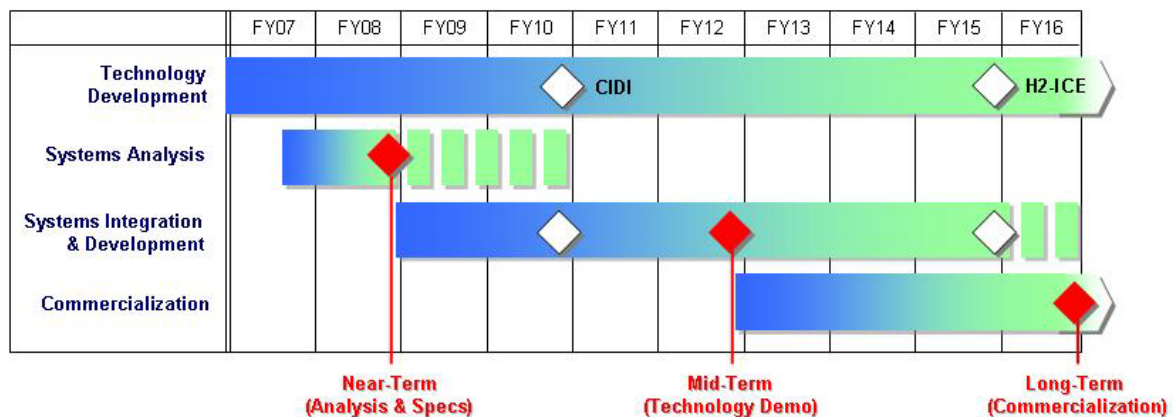 FY07 FY08 FY09 FY10 FY11 FY12 FY13 FY14 FY15 FY16
Technology
Development
CIDI
H2-ICE
Systems Analysis
Systems Integration
& Development
Commercialization
Near-Term
(Analysis & Specs)
Mid-Term
(Technology Demo)
Long-Term
(Commercialization)